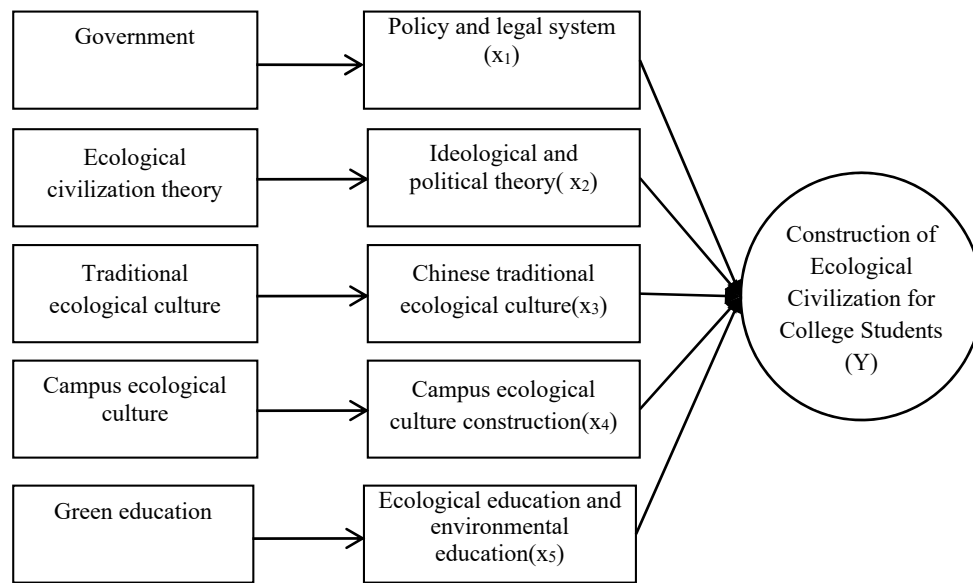 Government
Policy and legal system
(x₁)
Ecological
civilization theory
Ideological and
political theory( x₂)
Traditional
ecological culture
Chinese traditional
ecological culture(x₃)
Campus ecological
culture
Campus ecological
culture construction(x₄)
Green education
Ecological education and
environmental
education(x₅)
Construction of
Ecological
Civilization for
College Students
(Y)